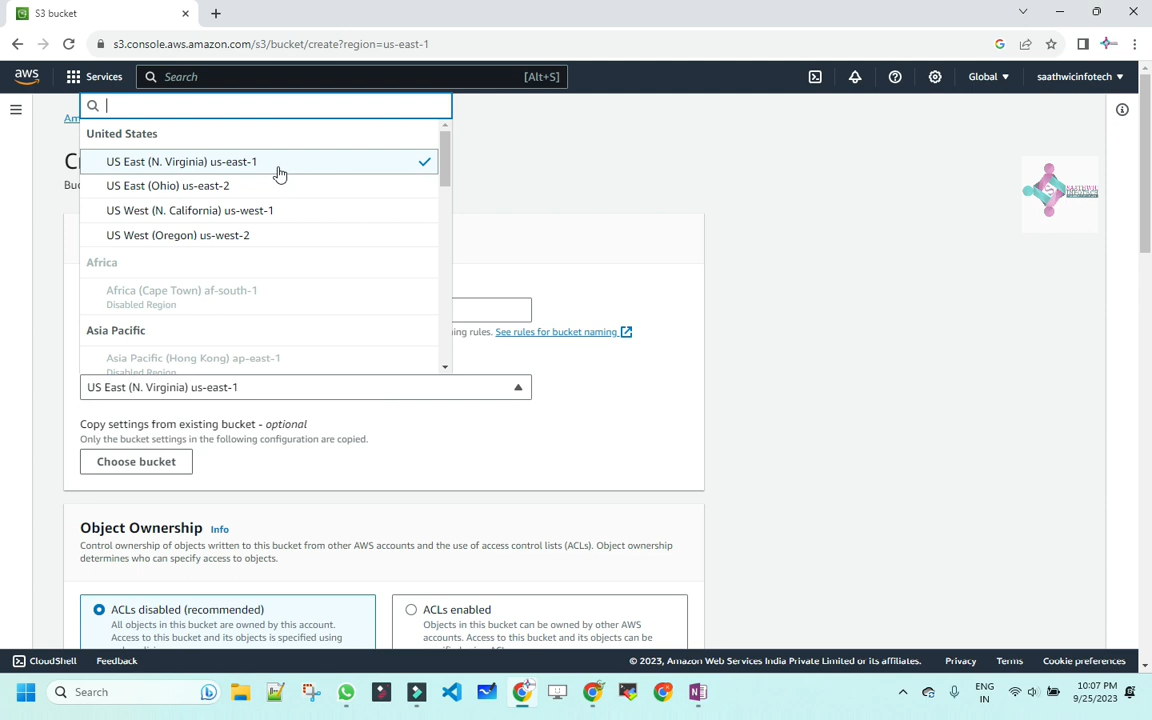 S3 bucket
s3.console.aws.amazon.com/s3/bucket/create?region=us-east-1
aws
Services
Search
[Alt+S]
Global
saathwicinfotech
United States
US East (N. Virginia) us-east-1
US East (Ohio) us-east-2
US West (N. California) us-west-1
US West (Oregon) us-west-2
Africa
Africa (Cape Town) af-south-1
Disabled Region
Asia Pacific
Asia Pacific (Hong Kong) ap-east-1
Disabled Region
See rules for bucket naming
US East (N. Virginia) us-east-1
Copy settings from existing bucket - optional
Only the bucket settings in the following configuration are copied.
Choose bucket
Object Ownership Info
Control ownership of objects written to this bucket from other AWS accounts and the use of access control lists (ACLs). Object ownership
determines who can specify access to objects.
ACLs disabled (recommended)
All objects in this bucket are owned by this account.
Access to this bucket and its objects is specified using
ACLs enabled
Objects in this bucket can be owned by other AWS
accounts. Access to this bucket and its objects can be
CloudShell
Feedback
© 2023, Amazon Web Services India Private Limited or its affiliates.
Privacy
Terms
Cookie preferences
Search
ENG
IN
10:07 PM
9/25/2023